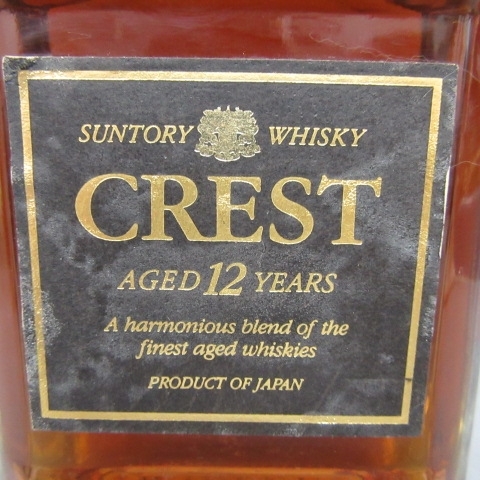 SUNTORY WHISKY
CREST
AGED 12 YEARS
A harmonious blend of the
finest aged whiskies
PRODUCT OF JAPAN